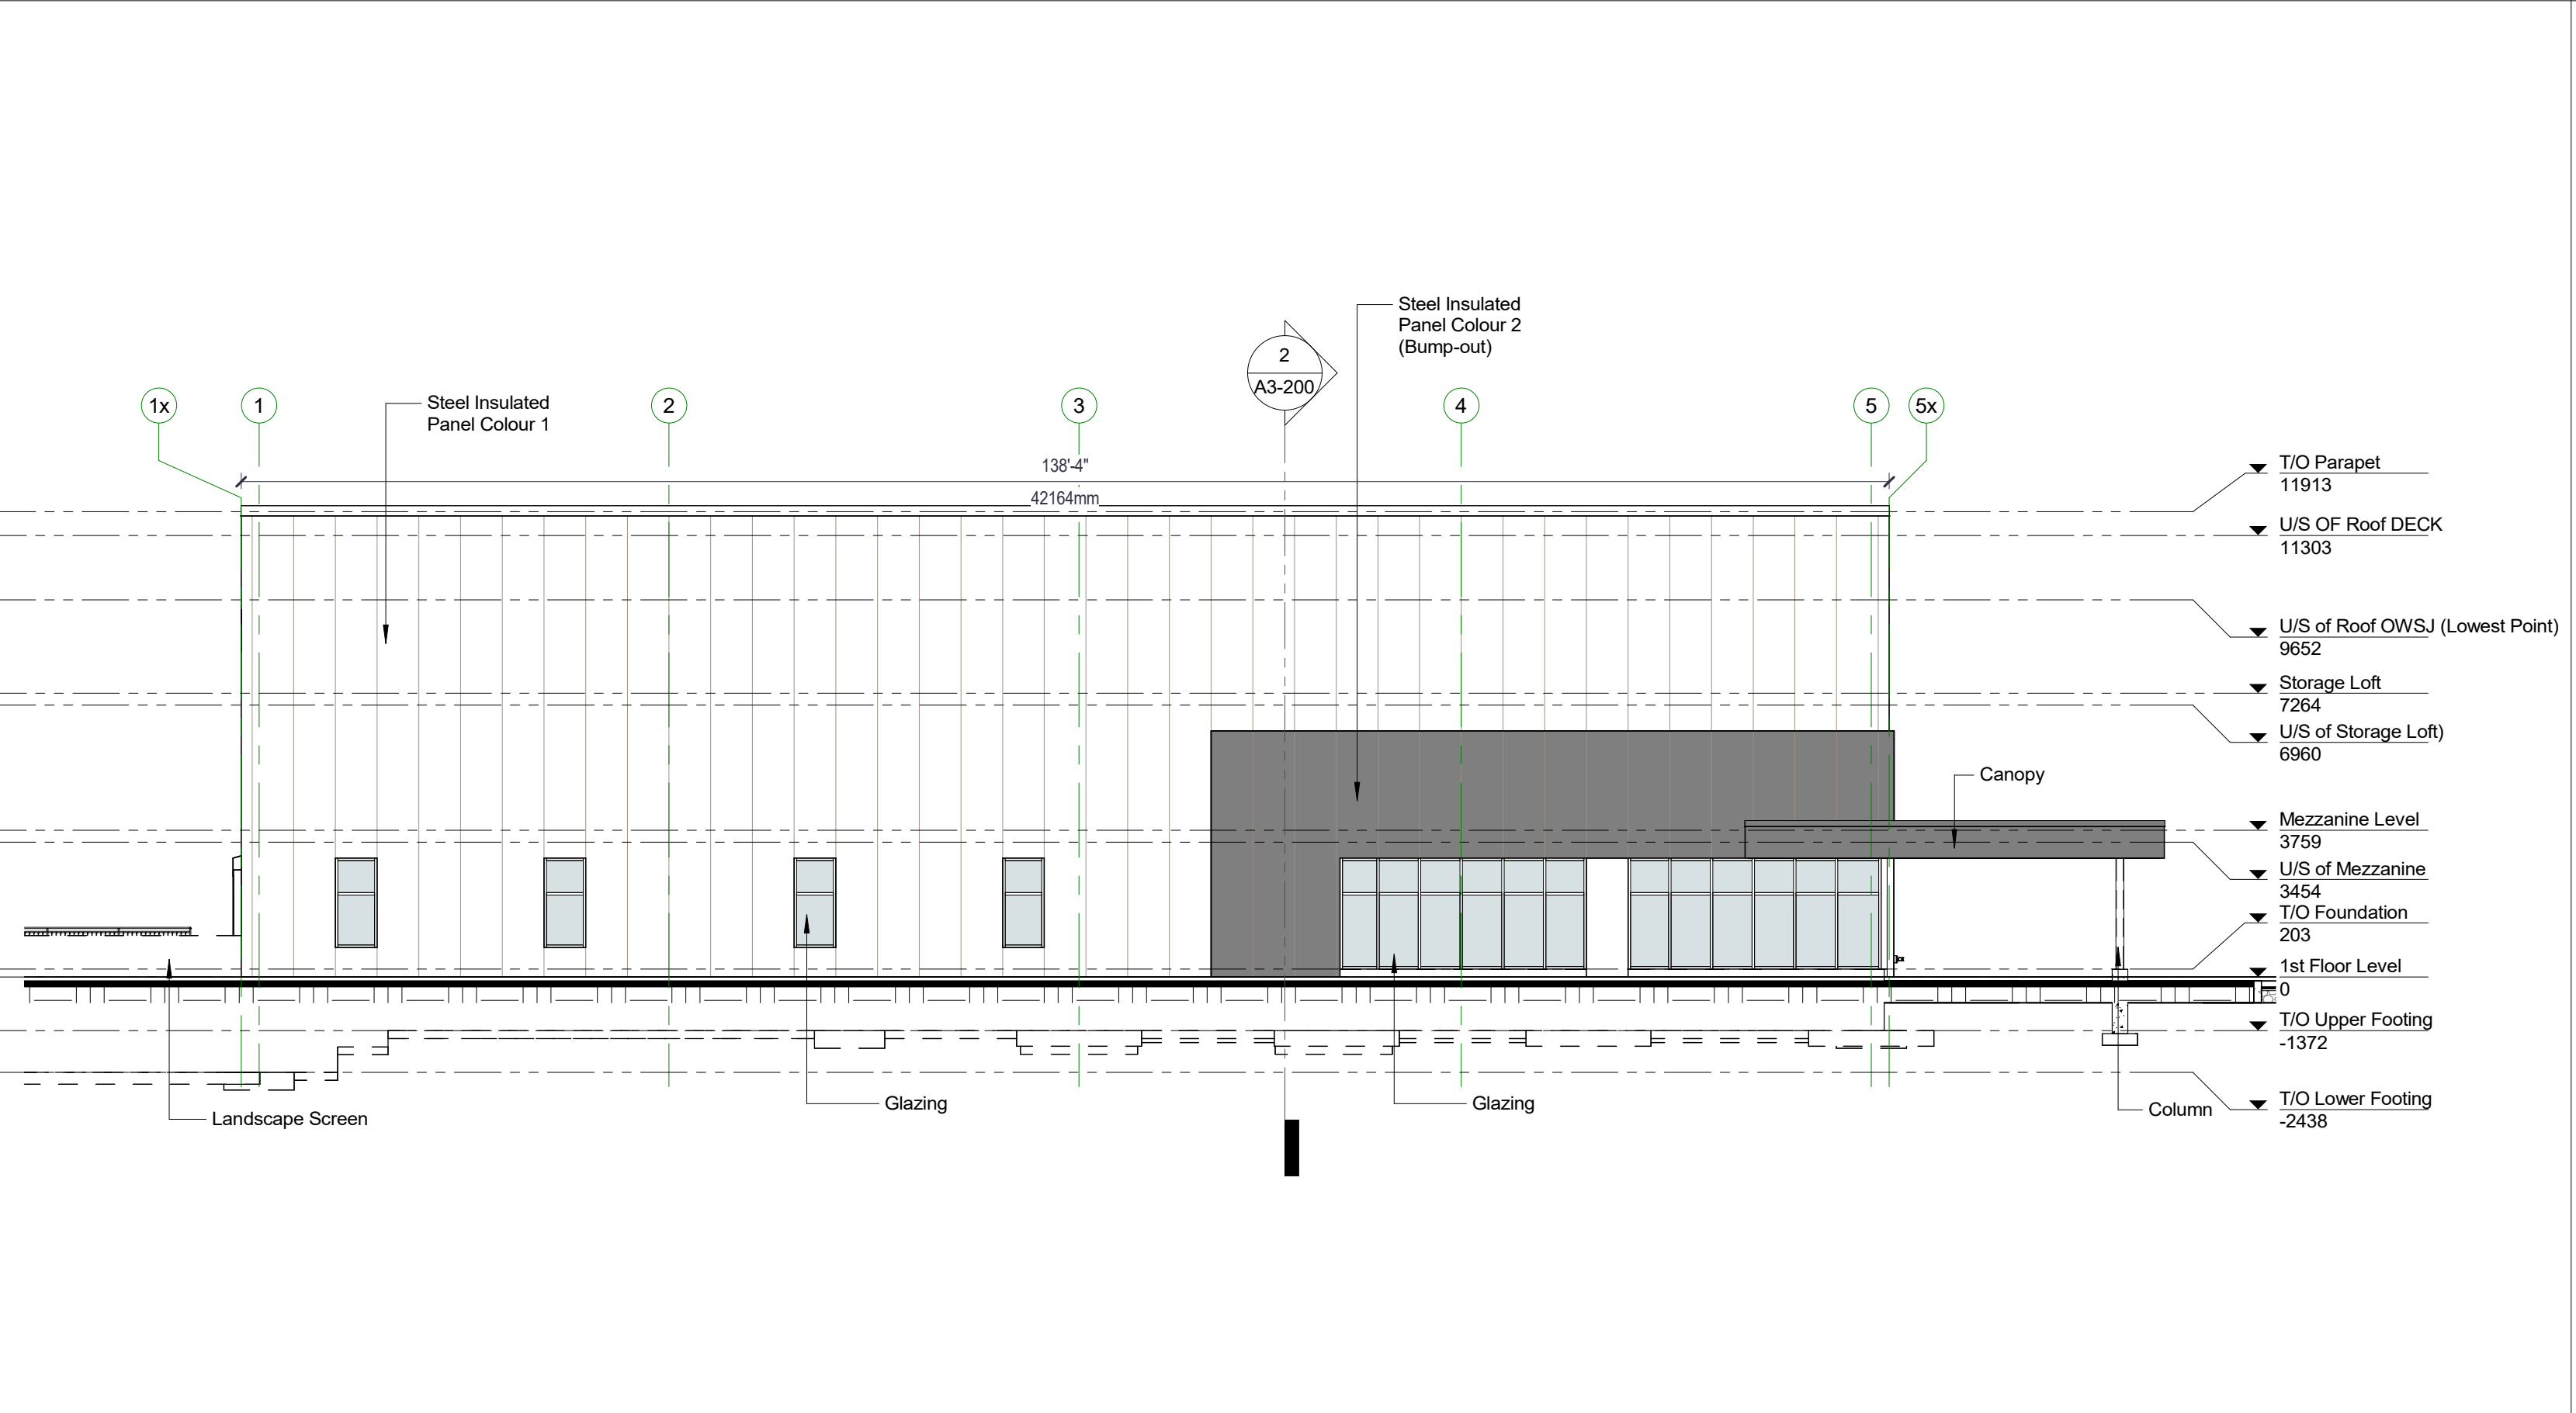 Steel Insulated
Panel Colour 2
(Bump-out)
2
A3-200
1x
1
Steel Insulated
Panel Colour 1
2
3
4
5
5x
138'-4"
42164mm
T/O Parapet
11913
U/S OF Roof DECK
11303
U/S of Roof OWSJ (Lowest Point)
9652
Storage Loft
7264
U/S of Storage Loft)
6960
Canopy
Mezzanine Level
3759
U/S of Mezzanine
3454
T/O Foundation
203
1st Floor Level
0
T/O Upper Footing
-1372
T/O Lower Footing
-2438
Landscape Screen
Glazing
Glazing
Column